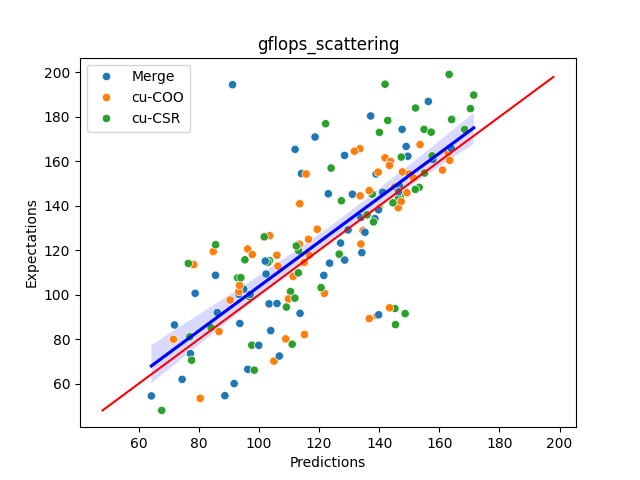 gflops_scattering
Merge
cu-COO
cu-CSR
Expectations
200
180
160
140
120
100
80
60
60 80 100 120 140 160 180 200
Predictions